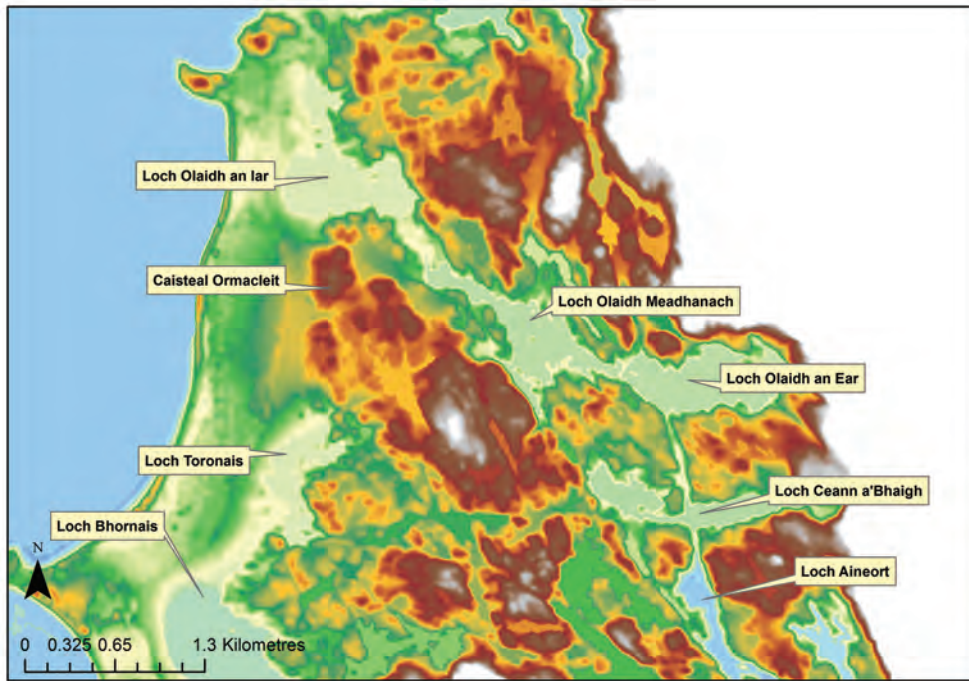 Loch Olaidh an Iar
Caisteal Ormacleit
Loch Olaidh Meadhanach
Loch Olaidh an Ear
Loch Toronais
Loch Ceann a'Bhaigh
Loch Bhornais
N
Loch Aineort
0 0.325 0.65 1.3 Kilometres